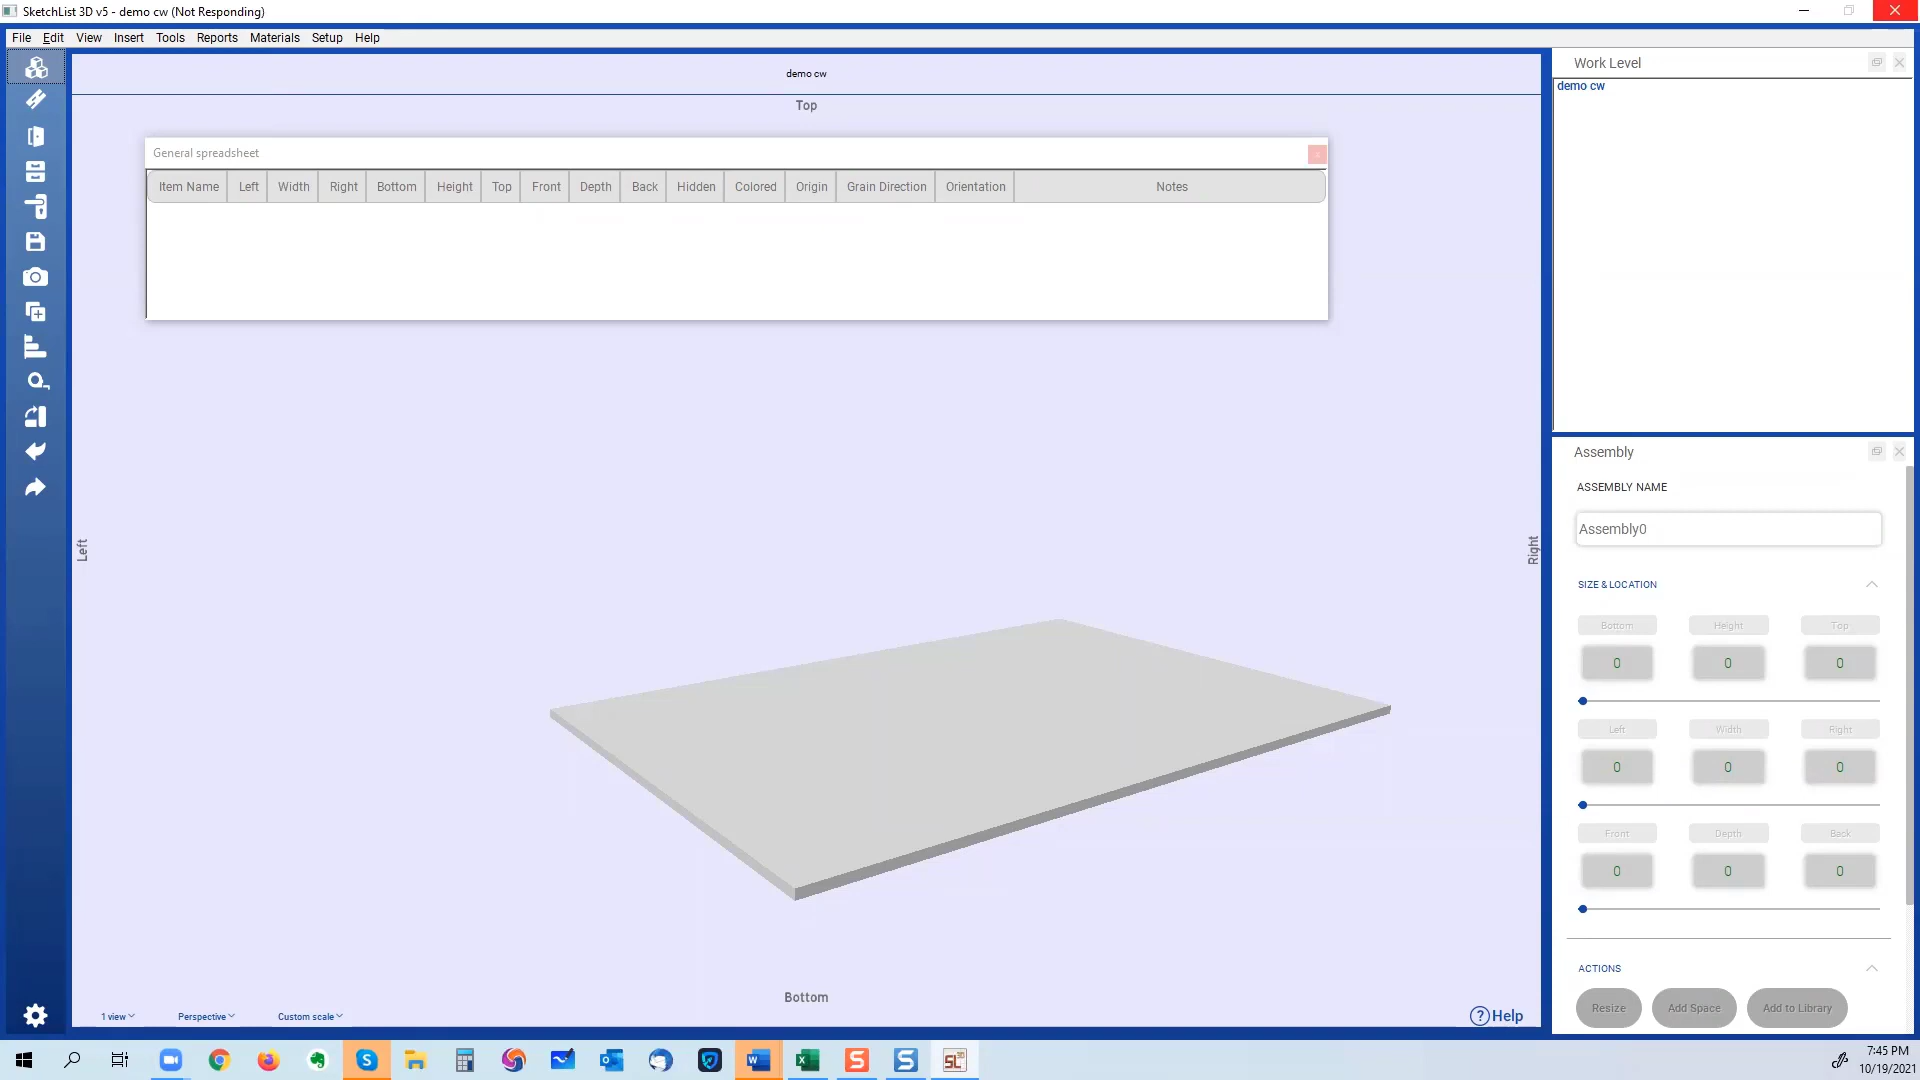 SketchList 3D v5 - demo cw (Not Responding)
File Edit View Insert Tools Reports Materials Setup Help
demo cw
Top
General spreadsheet
Item Name Left Width Right Bottom Height Top Front Depth Back Hidden Colored Origin Grain Direction Orientation Notes
Left
Right
Bottom
1 view Perspective Custom scale
? Help
Work Level
demo cw
Assembly
ASSEMBLY NAME
Assembly0
SIZE & LOCATION
Bottom Height Top
0 0 0
Left Width Right
0 0 0
Front Depth Back
0 0 0
ACTIONS
Resize Add Space Add to Library
7:45 PM
10/19/2021